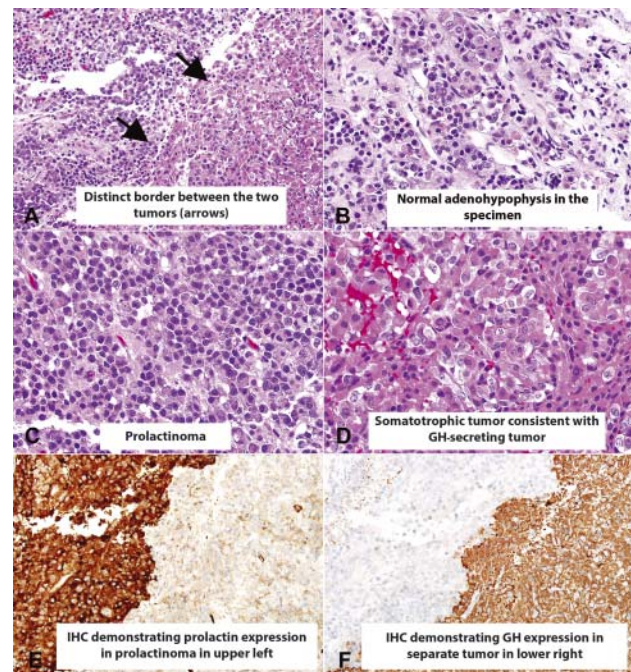 A
Distinct border between the two
tumors (arrows)
B
Normal adenohypophysis in the
specimen
C
Prolactinoma
D
Somatotrophic tumor consistent with
GH-secreting tumor
E
IHC demonstrating prolactin expression
in prolactinoma in upper left
F
IHC demonstrating GH expression in
separate tumor in lower right